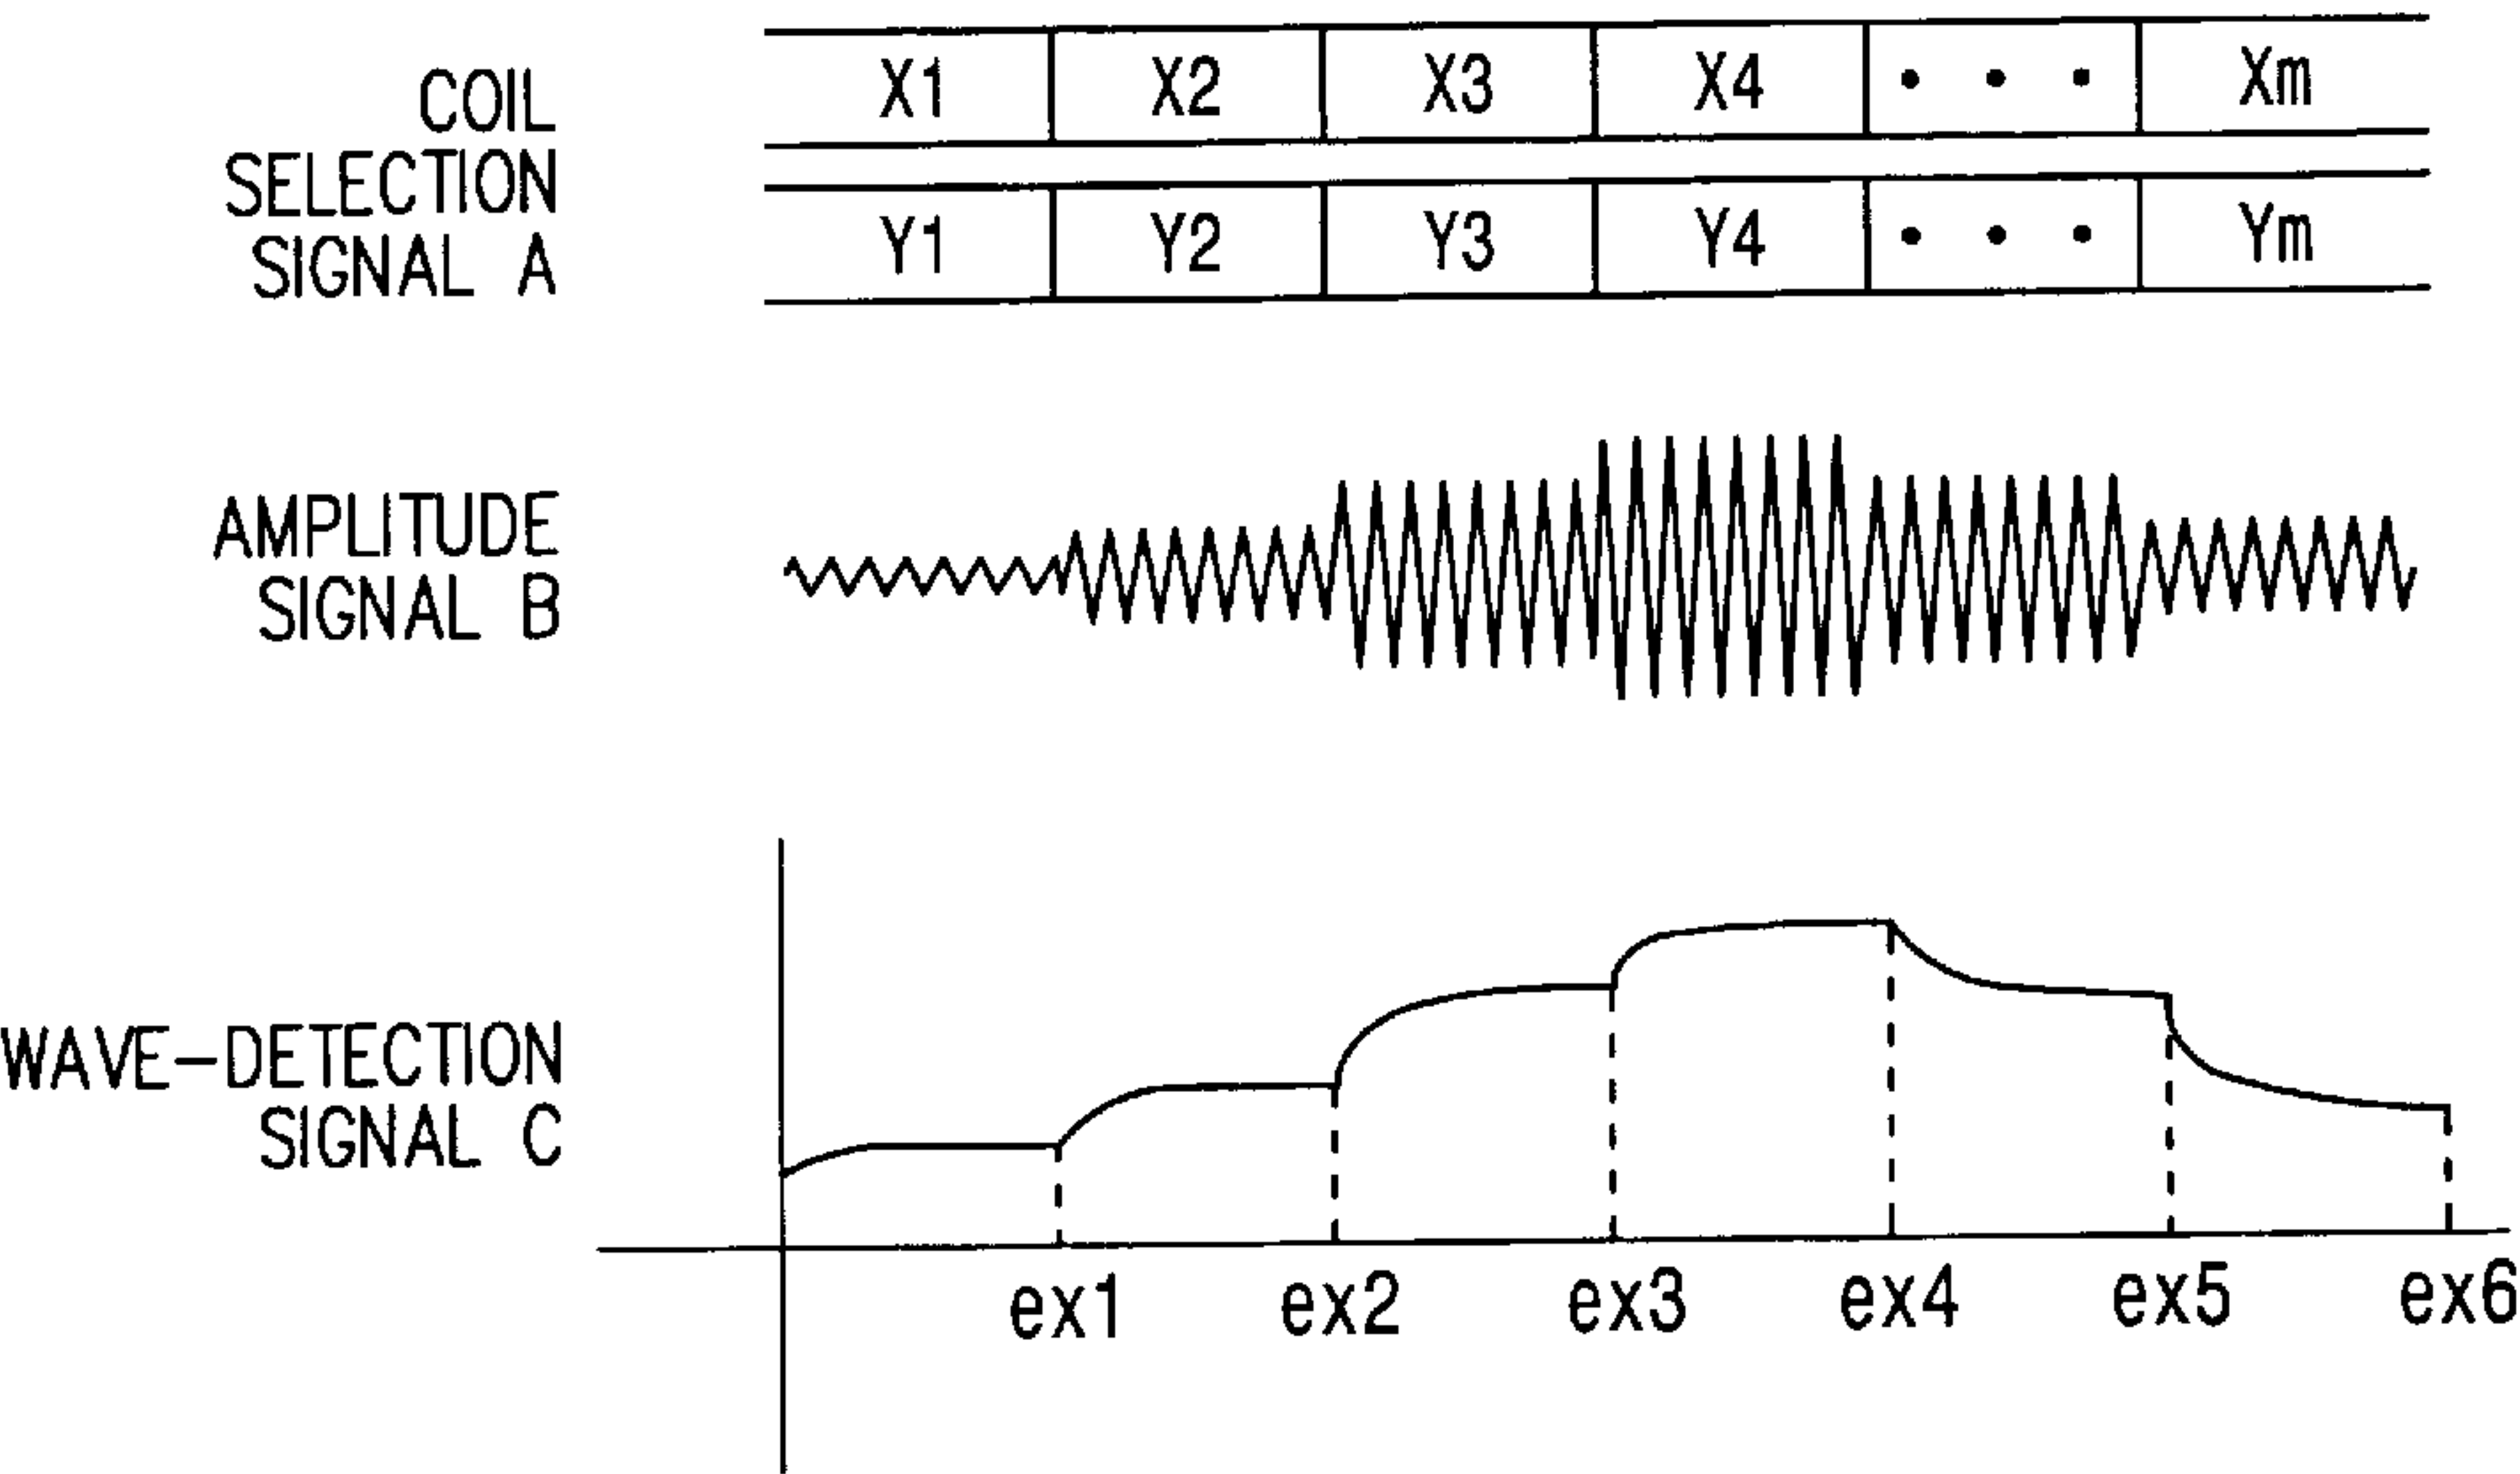 COIL
SELECTION
SIGNAL A
X1 X2 X3 X4 • • • Xm
Y1 Y2 Y3 Y4 • • • Ym
AMPLITUDE
SIGNAL B
WAVE-DETECTION
SIGNAL C
ex1 ex2 ex3 ex4 ex5 ex6